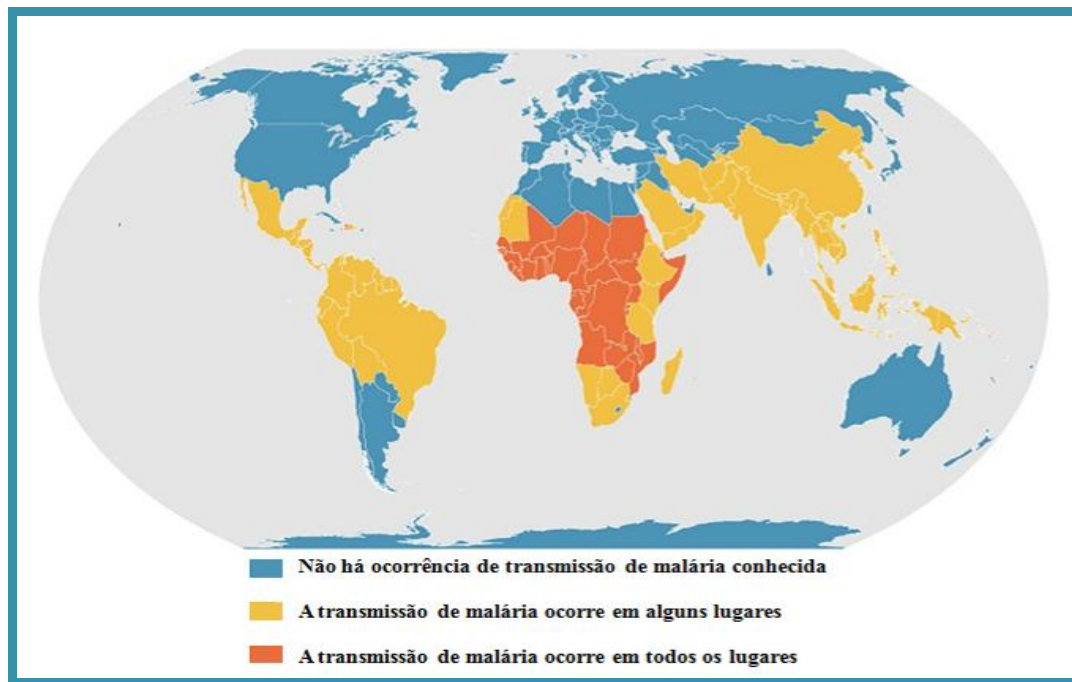 Não há ocorrência de transmissão de malária conhecida
A transmissão de malária ocorre em alguns lugares
A transmissão de malária ocorre em todos os lugares